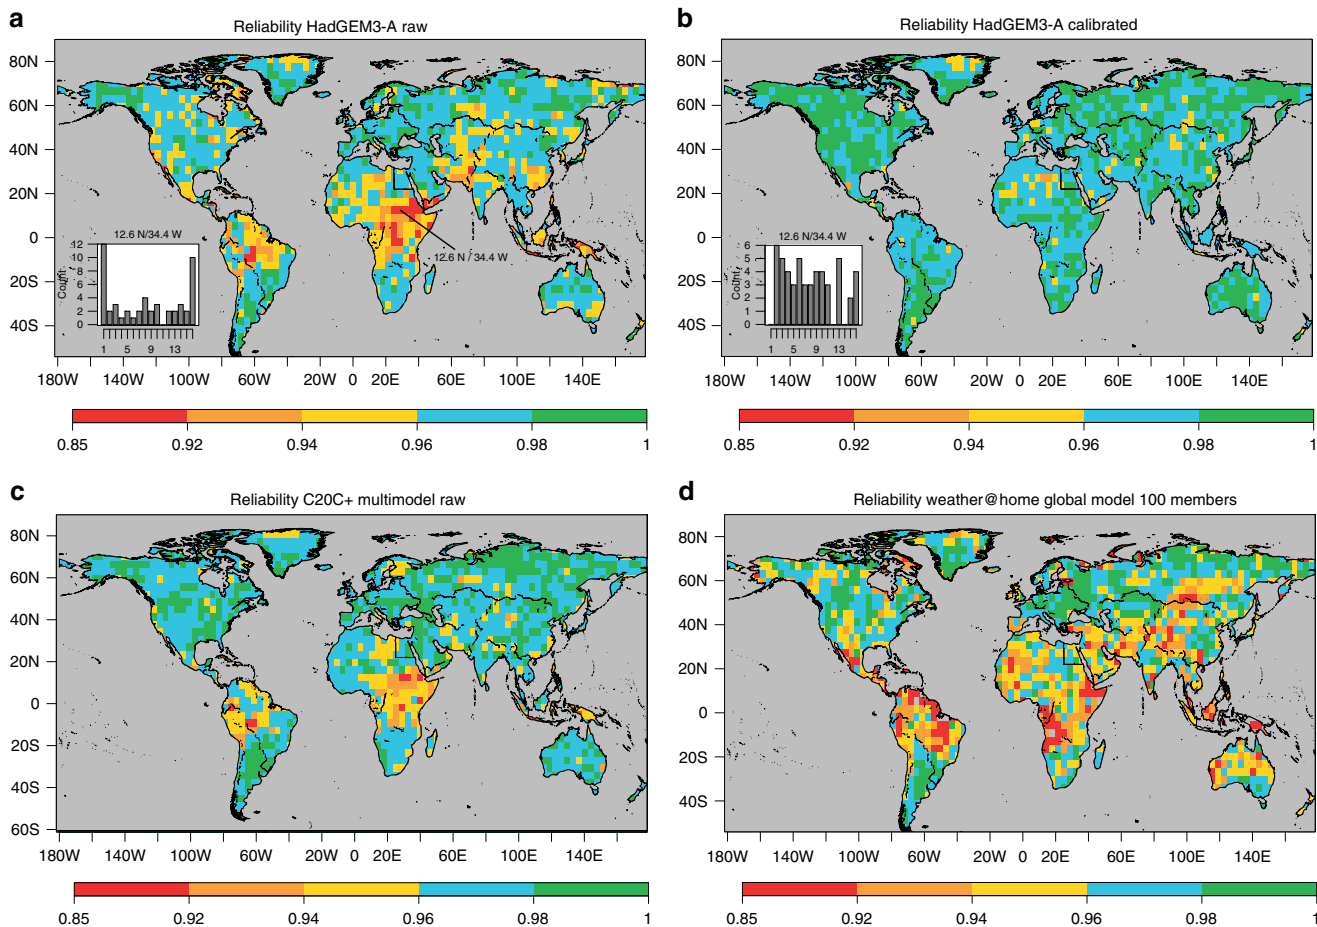 a
Reliability HadGEM3-A raw
80N
60N
40N
20N
0
20S
40S
12.6 N/34.4 W
12
10
8
6
4
2
0
Count
1 5 9 13
12.6 N / 34.4 W
180W 140W 100W 60W 20W 0 20E 60E 100E 140E
0.85 0.92 0.94 0.96 0.98 1
b
Reliability HadGEM3-A calibrated
80N
60N
40N
20N
0
20S
40S
12.6 N/34.4 W
6
5
4
3
2
1
0
Count
1 5 9 13
180W 140W 100W 60W 20W 0 20E 60E 100E 140E
0.85 0.92 0.94 0.96 0.98 1
c
Reliability C20C+ multimodel raw
80N
60N
40N
20N
0
20S
40S
60S
180W 140W 100W 60W 20W 0 20E 60E 100E 140E
0.85 0.92 0.94 0.96 0.98 1
d
Reliability weather@home global model 100 members
80N
60N
40N
20N
0
20S
40S
180W 140W 100W 60W 20W 0 20E 60E 100E 140E
0.85 0.92 0.94 0.96 0.98 1